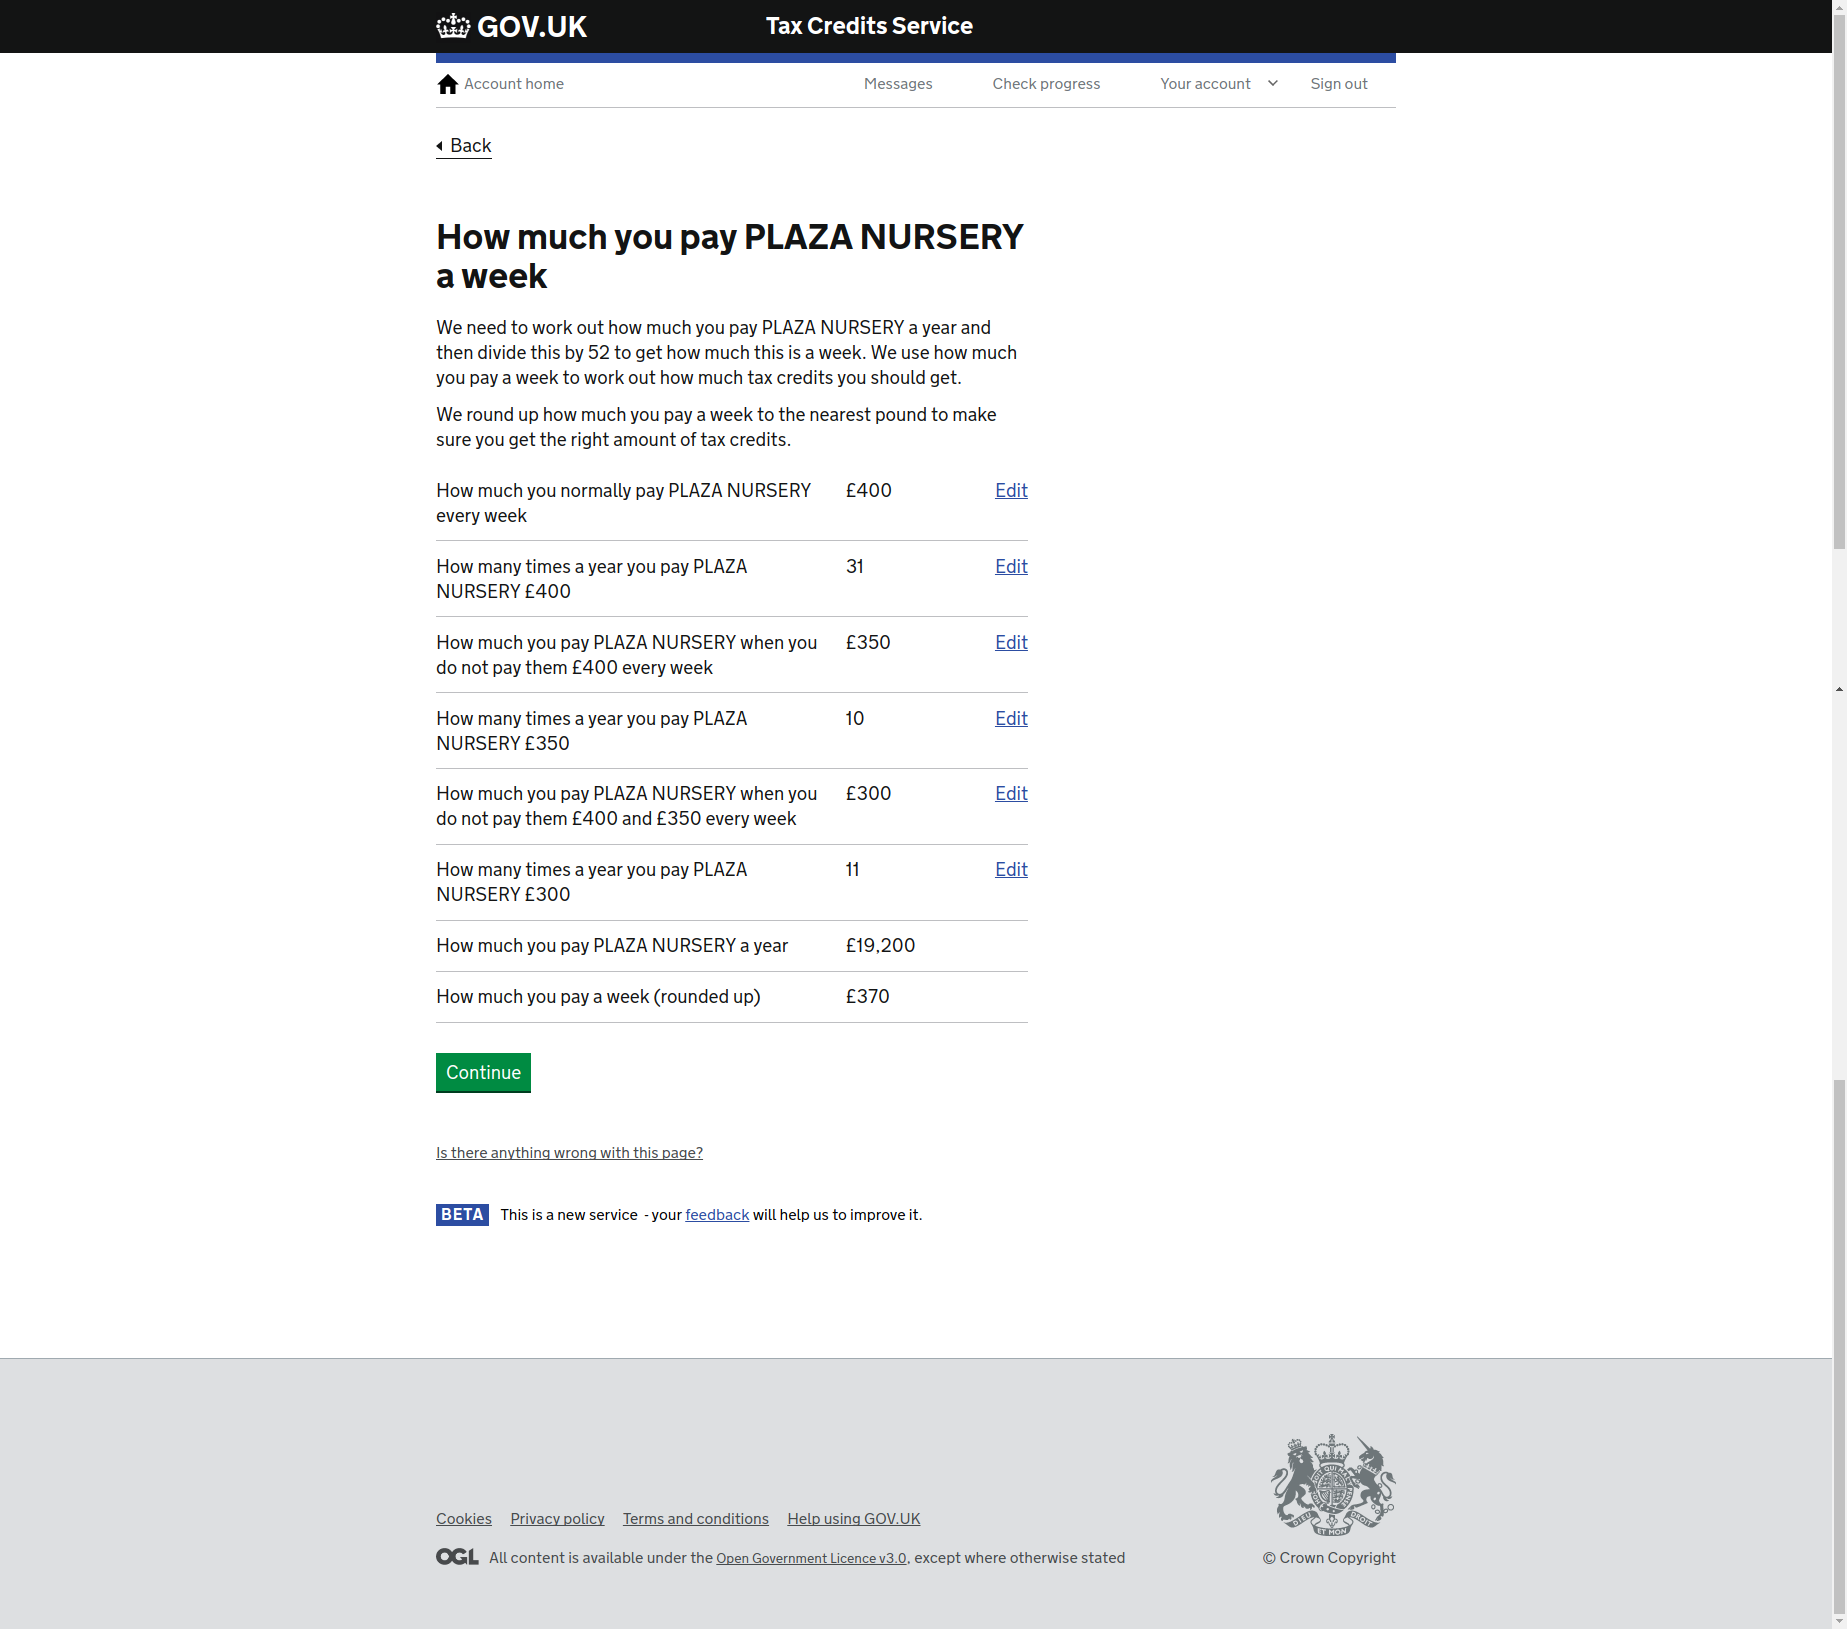 GOV.UK
Tax Credits Service
Account home
Messages
Check progress
Your account
Sign out
Back
How much you pay PLAZA NURSERY
a week
We need to work out how much you pay PLAZA NURSERY a year and
then divide this by 52 to get how much this is a week. We use how much
you pay a week to work out how much tax credits you should get.
We round up how much you pay a week to the nearest pound to make
sure you get the right amount of tax credits.
How much you normally pay PLAZA NURSERY £400 Edit
every week
How many times a year you pay PLAZA 31 Edit
NURSERY £400
How much you pay PLAZA NURSERY when you £350 Edit
do not pay them £400 every week
How many times a year you pay PLAZA 10 Edit
NURSERY £350
How much you pay PLAZA NURSERY when you £300 Edit
do not pay them £400 and £350 every week
How many times a year you pay PLAZA 11 Edit
NURSERY £300
How much you pay PLAZA NURSERY a year £19,200
How much you pay a week (rounded up) £370
Continue
Is there anything wrong with this page?
BETA This is a new service - your feedback will help us to improve it.
Cookies Privacy policy Terms and conditions Help using GOV.UK
OGL All content is available under the Open Government Licence v3.0, except where otherwise stated
© Crown Copyright